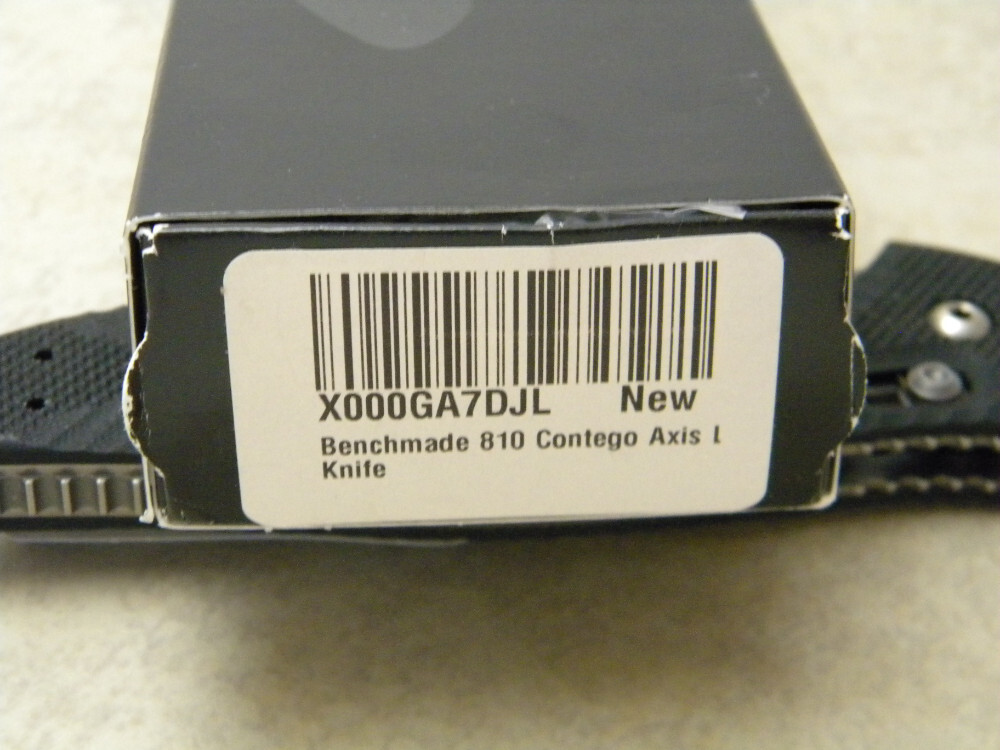 X000GA7DJL New
Benchmade 810 Contego Axis L
Knife